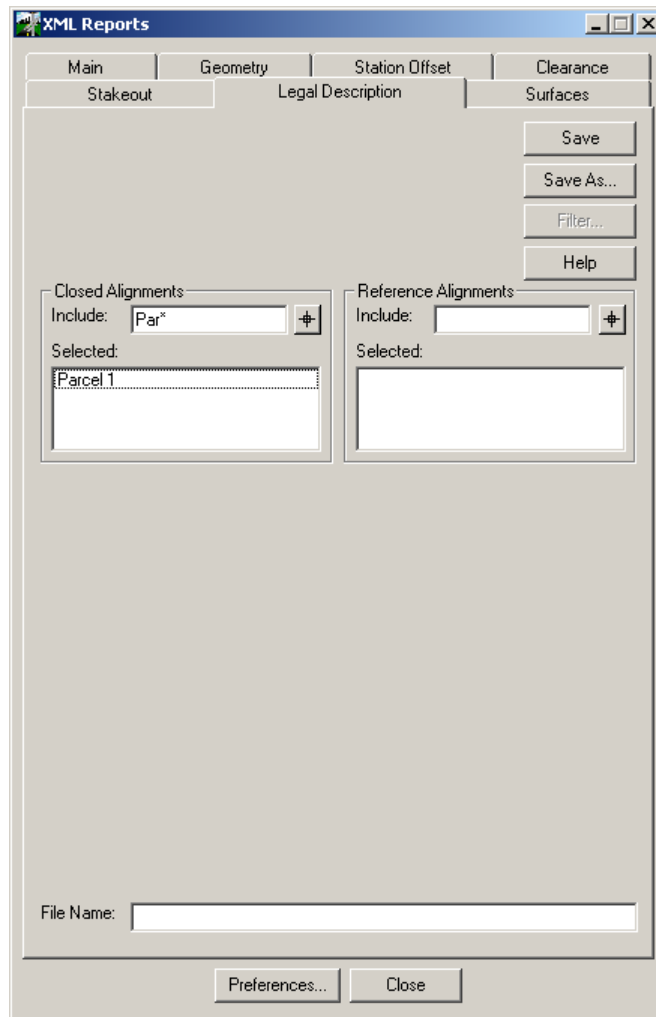 XML Reports
Main Geometry Station Offset Clearance
Stakeout Legal Description Surfaces
Save
Save As...
Filter...
Help
Closed Alignments
Include: Par*
Selected:
Parcel 1
Reference Alignments
Include:
Selected:
File Name:
Preferences... Close